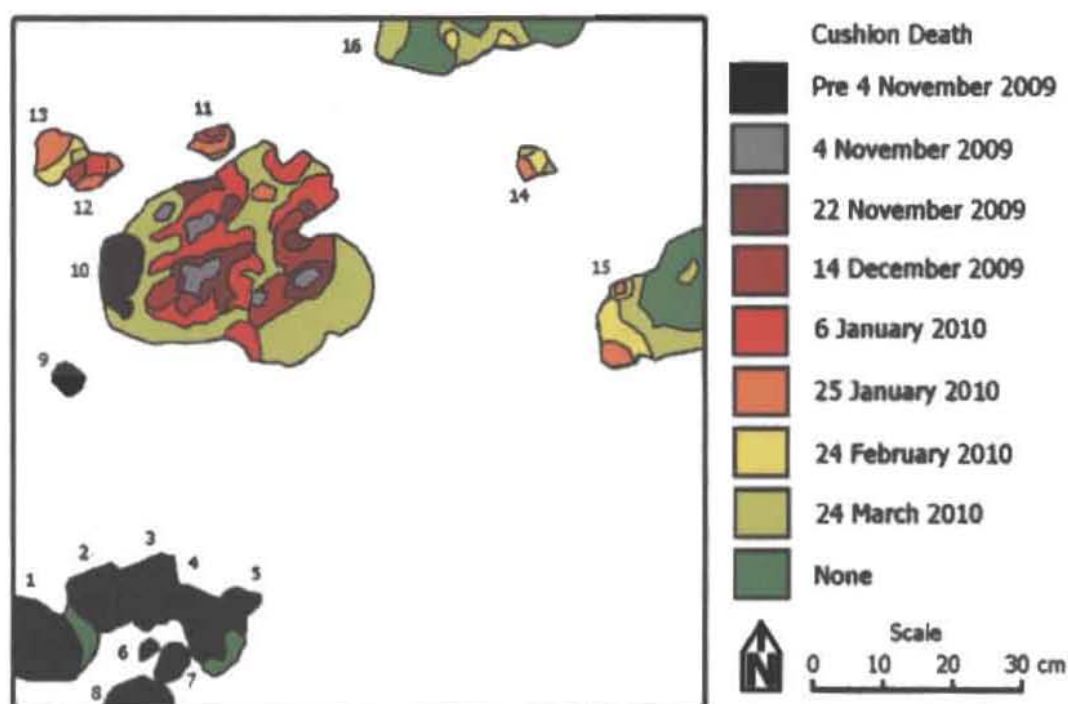 Cushion Death
Pre 4 November 2009
4 November 2009
22 November 2009
14 December 2009
6 January 2010
25 January 2010
24 February 2010
24 March 2010
None
N
Scale
0 10 20 30 cm
16
13
11
12
14
10
15
9
3
2
4
1
5
6
7
8